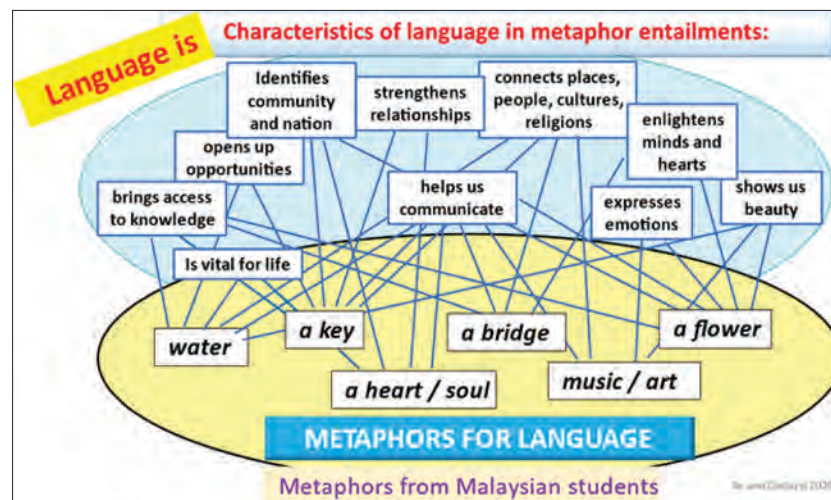 Language is
Characteristics of language in metaphor entailments:
Identifies
community
and nation
strengthens
relationships
connects places,
people, cultures,
religions
enlightens
minds and
hearts
opens up
opportunities
brings access
to knowledge
helps us
communicate
expresses
emotions
shows us
beauty
Is vital for life
water
a key
a bridge
a flower
a heart / soul
music / art
METAPHORS FOR LANGUAGE
Metaphors from Malaysian students